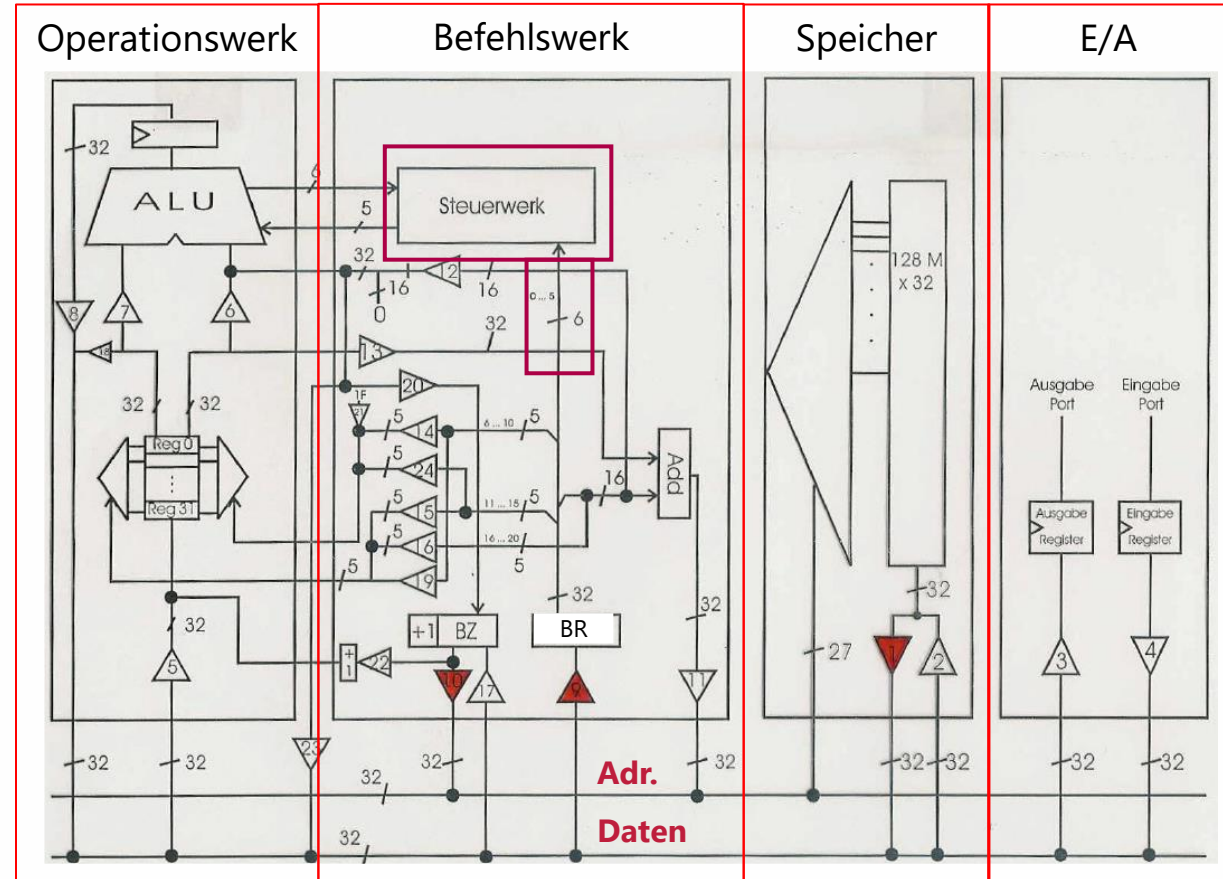 Operationswerk
Befehlswerk
Speicher
E/A
32
ALU
6
5
Steuerwerk
32
16
0
12
16
0 ... 5
6
128 M
x 32
8
7
6
18
13
32
32
32
20
1F
21
14
5
6 ... 10
5
24
5
15
5
11 ... 15
5
16
5
16 ... 20
5
19
5
16
Add
Reg 0
Reg 31
Ausgabe
Port
Eingabe
Port
Ausgabe
Register
Eingabe
Register
32
5
+1
22
+1
BZ
32
BR
10
17
9
32
11
27
32
1
2
3
4
23
32
32
32
32
32
32
32
32
32
Adr.
32
Daten